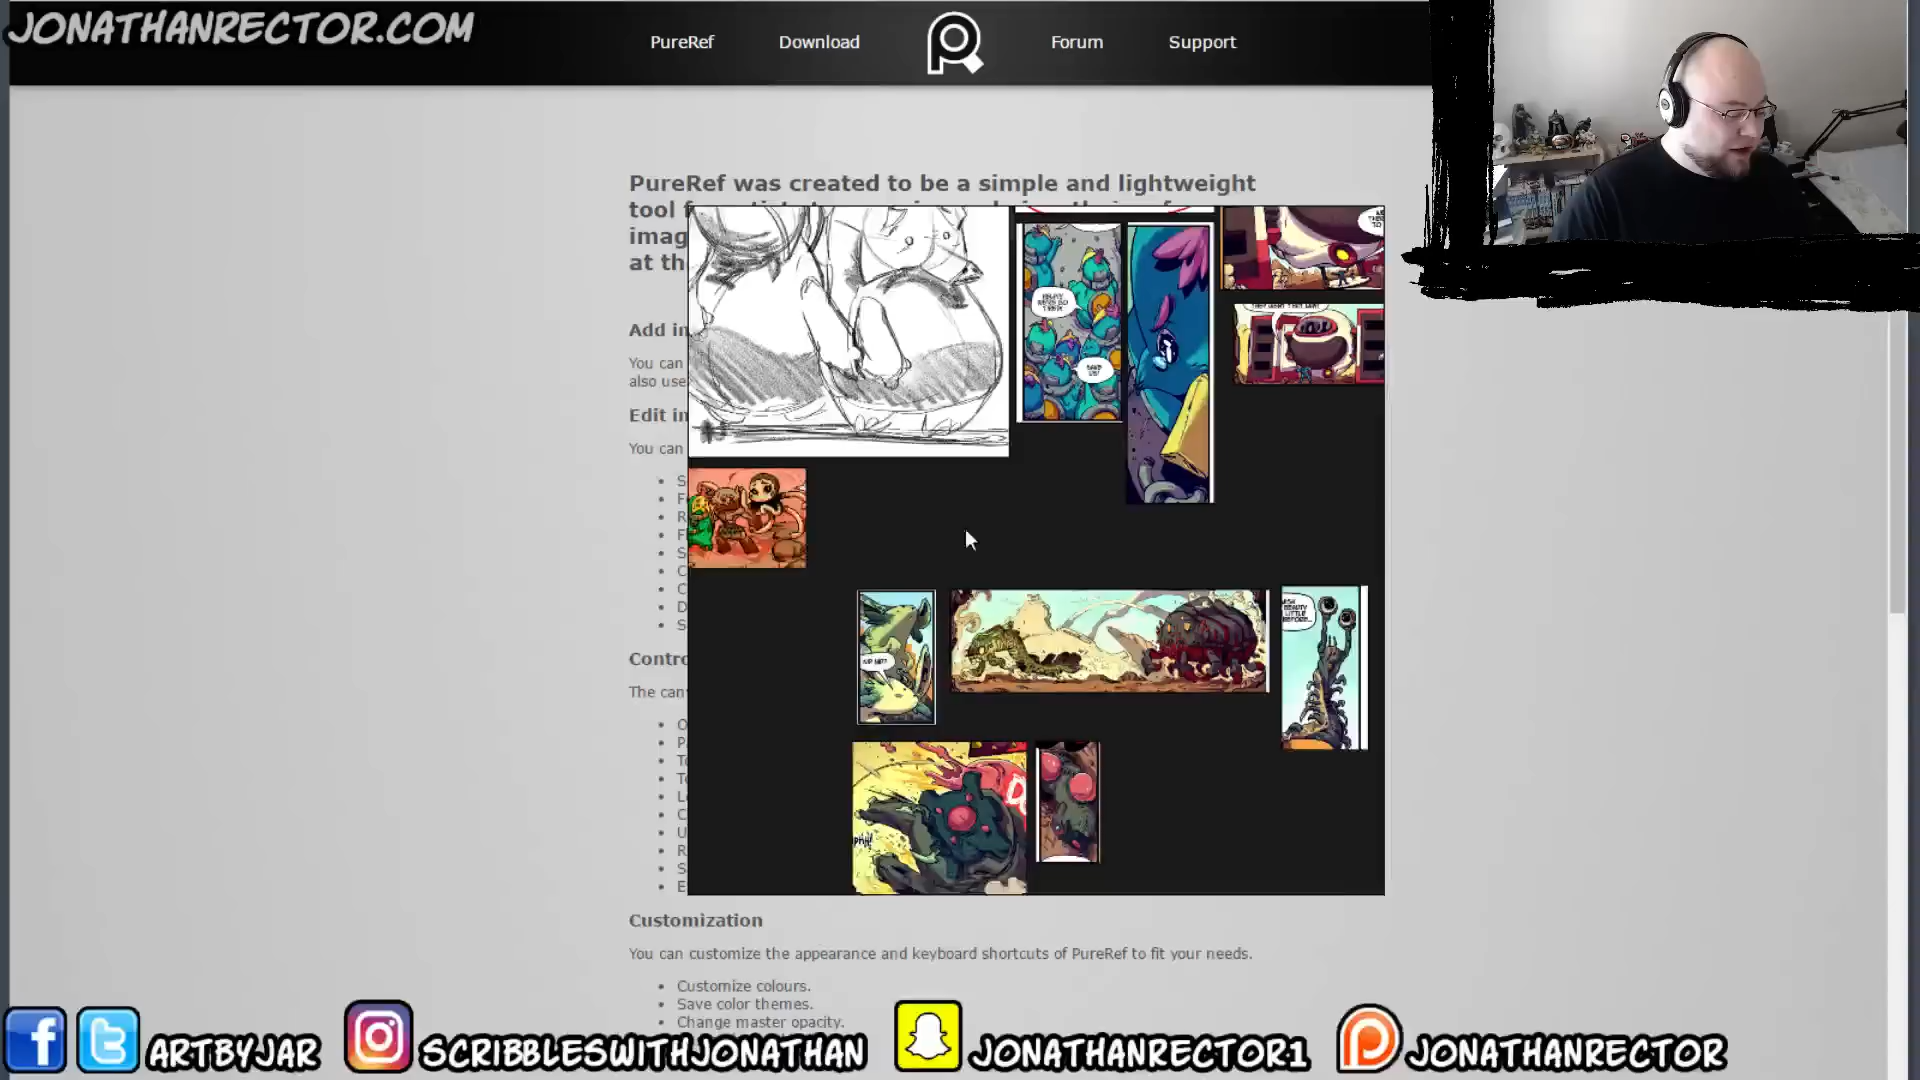 JONATHANRECTOR.COM
PureRef
Download
Forum
Support
PureRef was created to be a simple and lightweight
tool f
imag
at th
Add in
You can
also use
Edit in
You can
S
F
R
F
S
C
C
D
S
Contro
The can
O
P
T
T
L
C
U
R
S
E
Customization
You can customize the appearance and keyboard shortcuts of PureRef to fit your needs.
Customize colours.
Save color themes.
Change master opacity.
ARTBYJAR
SCRIBBLESWITHJONATHAN
JONATHANRECTOR1
JONATHANRECTOR